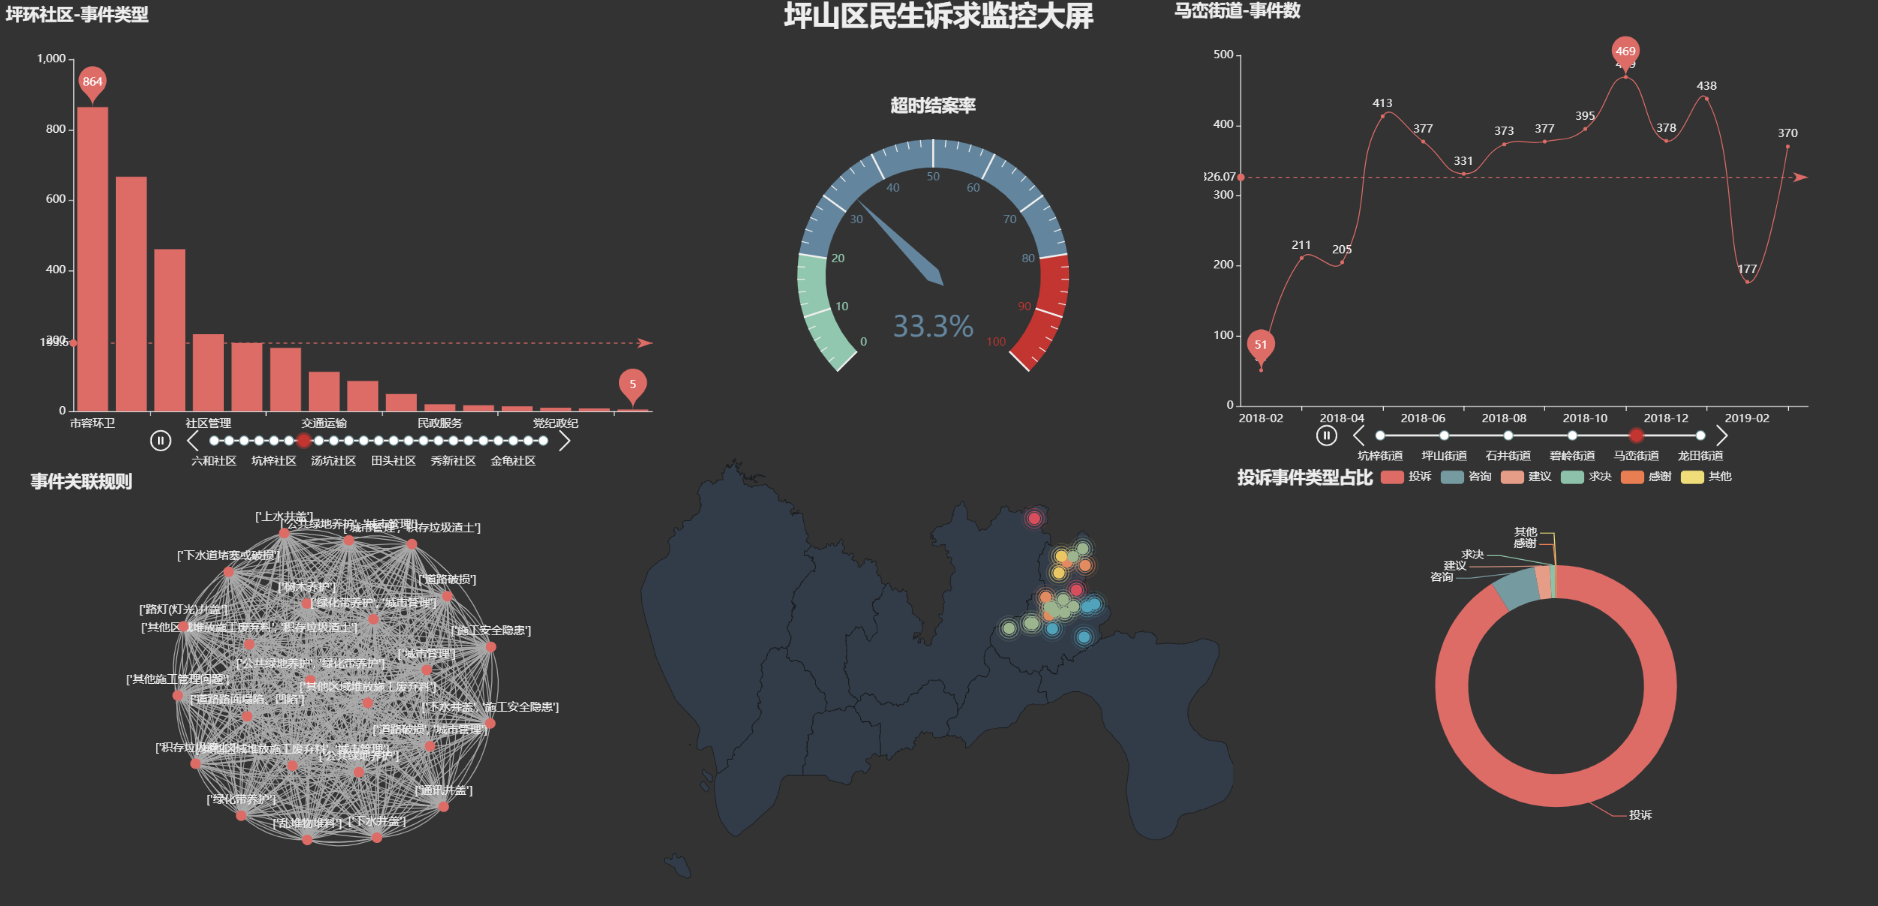 坪环社区-事件类型
坪山区民生诉求监控大屏
马峦街道-事件数
1,000
800
600
400
0
864
5
市容环卫
社区管理
交通运输
民政服务
党纪政纪
六和社区
坑梓社区
汤坑社区
田头社区
秀新社区
金龟社区
超时结案率
0
10
20
30
40
50
60
70
80
90
100
33.3%
500
400
300
200
100
0
326.07
51
211
205
413
377
331
373
377
395
469
378
438
177
370
2018-02
2018-04
2018-06
2018-08
2018-10
2018-12
2019-02
坑梓街道
坪山街道
石井街道
碧岭街道
马峦街道
龙田街道
事件关联规则
['上水井盖']
['公共绿地养护', '城市管理']
['城市管理', '积存垃圾渣土']
['下水道堵塞或破损']
['树木养护']
['道路破损']
['绿化带养护', '城市管理']
['路灯(灯光)井盖']
['其他区域堆放施工废弃料', '积存垃圾渣土']
['施工安全隐患']
['公共绿地养护', '绿化带养护']
['城市管理']
['其他施工管理问题']
['其他区域堆放施工废弃料']
['道路路面塌陷、凹陷']
['下水井盖', '施工安全隐患']
['道路破损', '城市管理']
['其他区域堆放施工废弃料', '城市管理']
['公共绿地养护']
['通讯井盖']
['绿化带养护']
['乱堆物堆料']
['下水井盖']
投诉事件类型占比
投诉
咨询
建议
求决
感谢
其他
其他
感谢
求决
建议
咨询
投诉